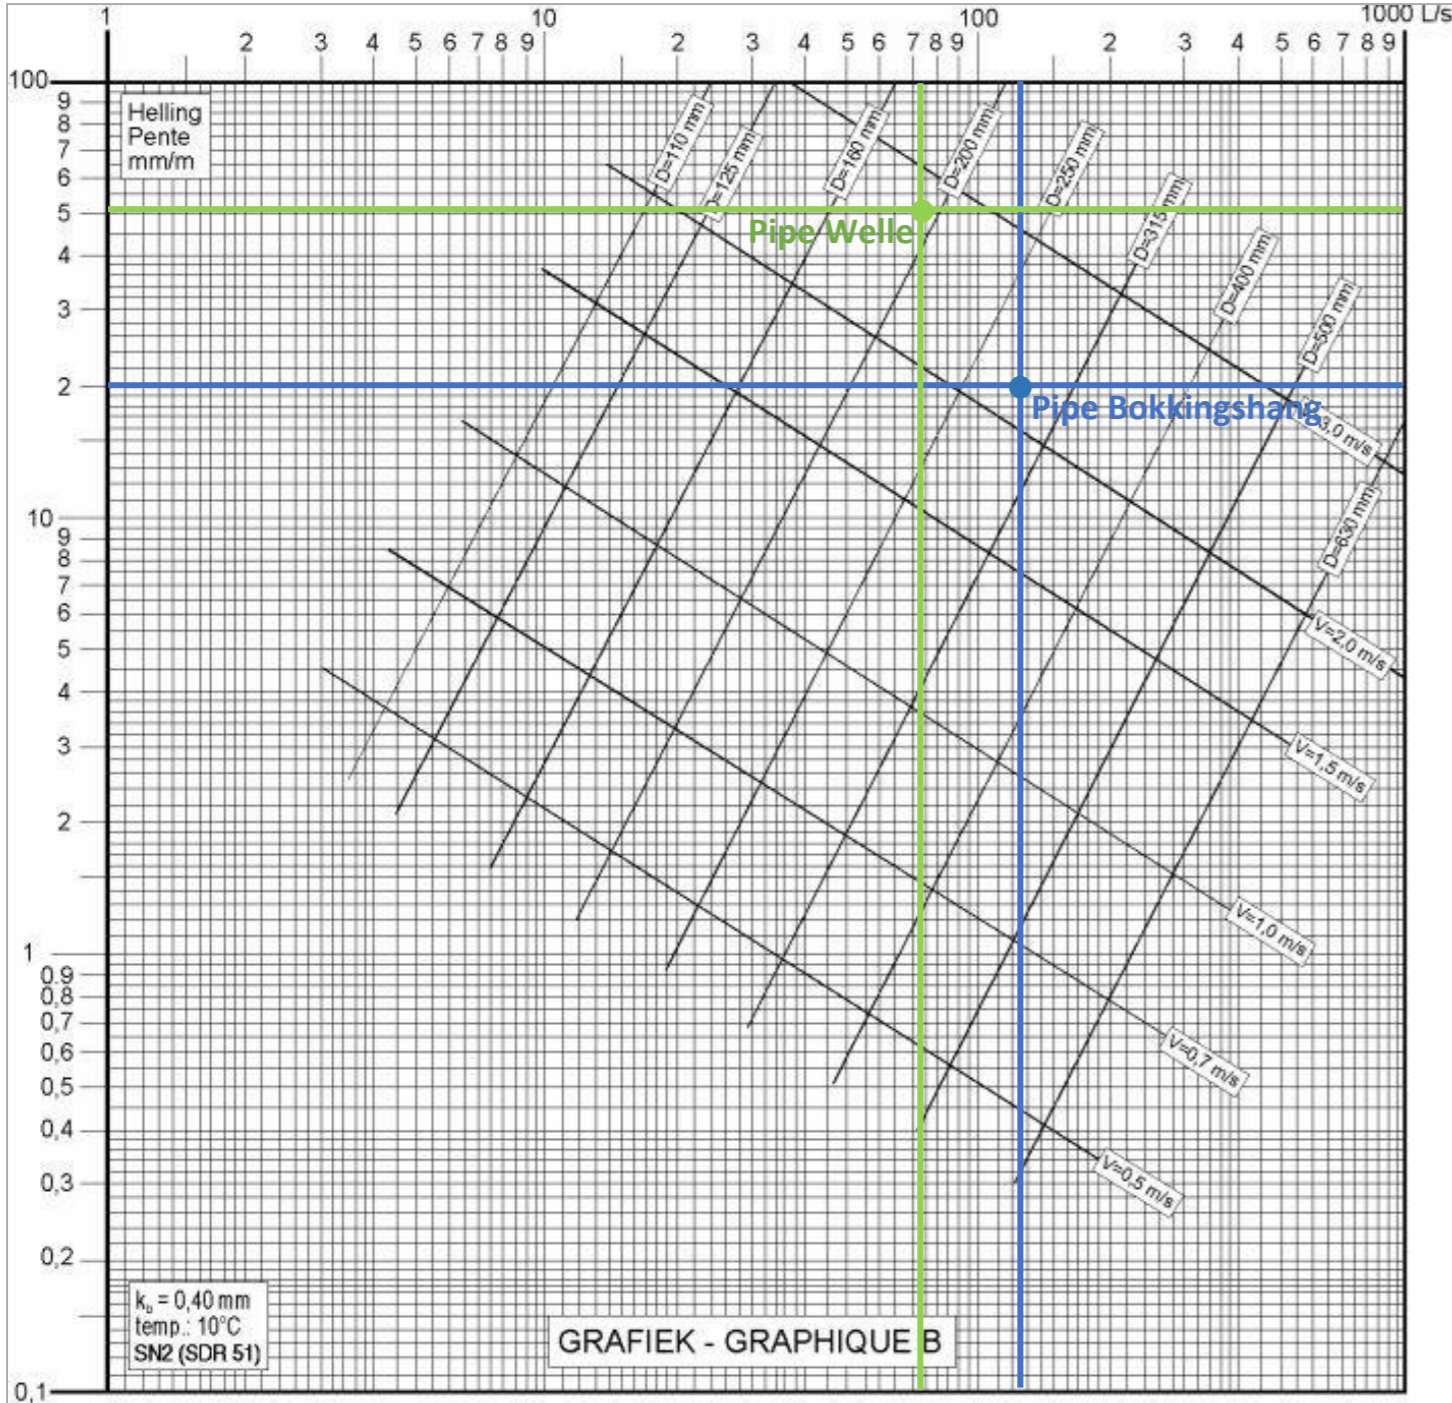 1 10 100 1000 L/s
2 3 4 5 6 7 8 9 2 3 4 5 6 7 8 9 2 3 4 5 6 7 8 9
100
9
8
7
6
5
4
3
2
10
9
8
7
6
5
4
3
2
1
0.9
0,8
0,7
0,6
0,5
0,4
0,3
0,2
0,1
Helling
Pente
mm/m
D=110 mm
D=125 mm
D=160 mm
D=200 mm
D=250 mm
D=315 mm
D=400 mm
D=500 mm
D=630 mm
Pipe Welle
Pipe Bokkingshang
3,0 m/s
V=2,0 m/s
V=1,5 m/s
V=1,0 m/s
V=0,7 m/s
V=0,5 m/s
kb = 0,40 mm
temp.: 10°C
SN2 (SDR 51)
GRAFIEK - GRAPHIQUE B